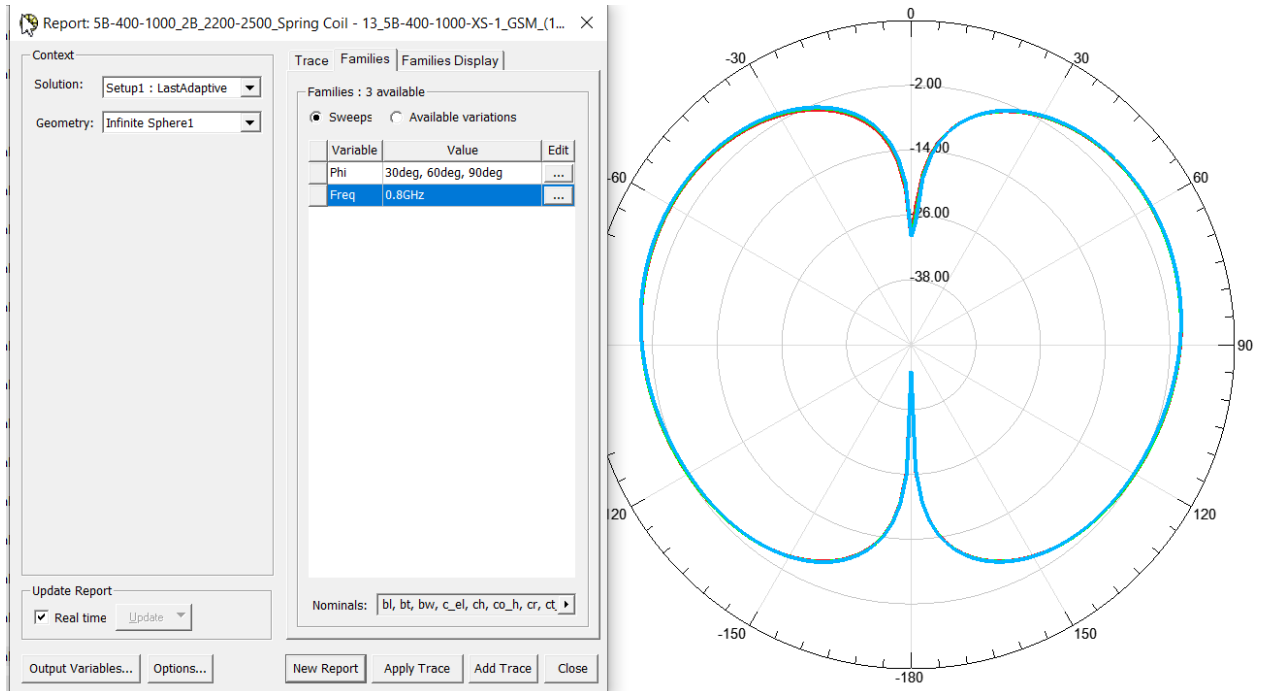 Report: 5B-400-1000_2B_2200-2500_Spring Coil - 13_5B-400-1000-XS-1_GSM_(1...
Context
Solution: Setup1 : LastAdaptive
Geometry: Infinite Sphere1
Trace Families Families Display
Families : 3 available
Sweeps Available variations
Variable Value Edit
Phi 30deg, 60deg, 90deg ...
Freq 0.8GHz ...
Nominals: bl, bt, bw, c_el, ch, co_h, cr, ct_
Update Report
Real time Update
Output Variables... Options... New Report Apply Trace Add Trace Close
0
-30 30
-2.00
-14.00
-60 60
-26.00
-38.00
90
120 120
-150 150
-180